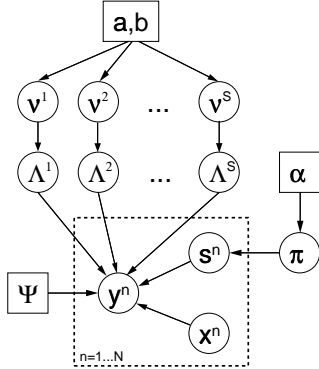 a,b
ν¹ ν² ... νˢ
Λ¹ Λ² ... Λˢ
α
π
sⁿ
Ψ
yⁿ
xⁿ
n=1...N